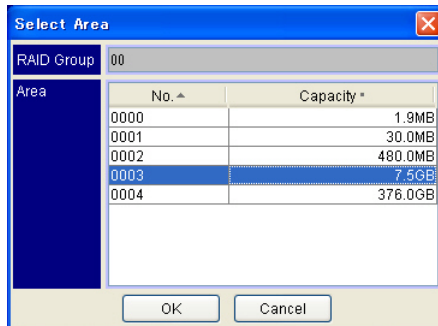 Select Area
RAID Group 00
Area
No. Capacity *
0000 1.9MB
0001 30.0MB
0002 480.0MB
0003 7.5GB
0004 376.0GB
OK Cancel